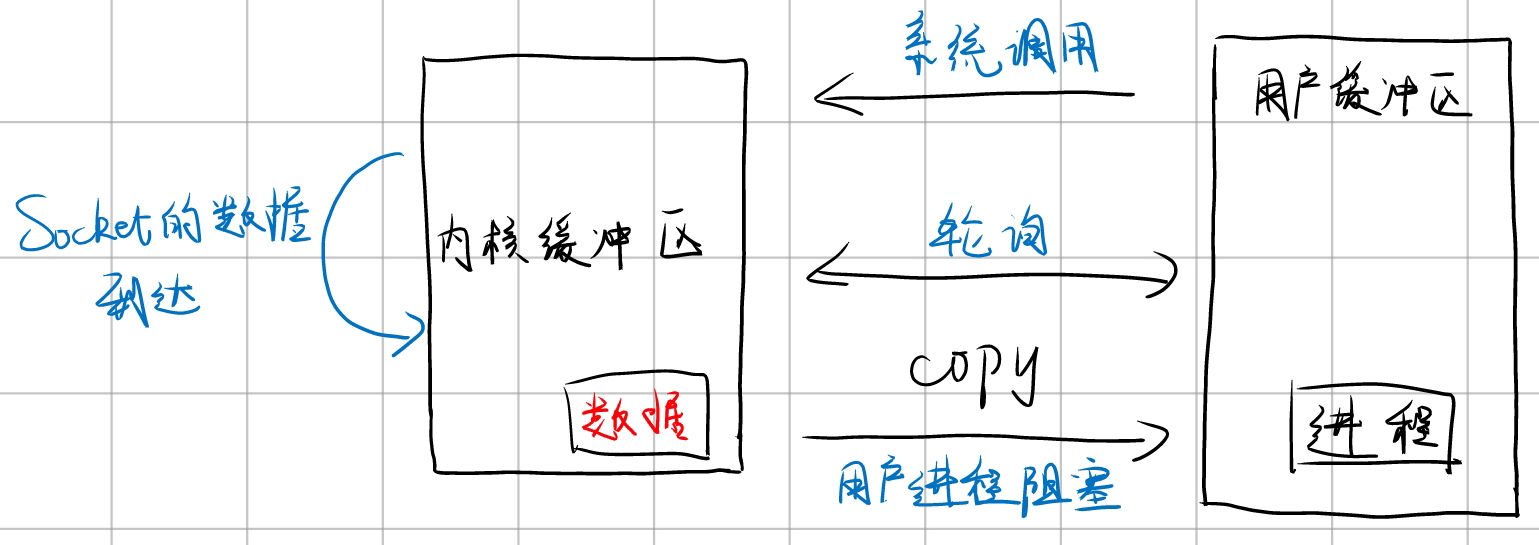 系统调用
用户缓冲区
Socket的数据
到达
内核缓冲区
轮询
copy
数据
进程
用户进程阻塞